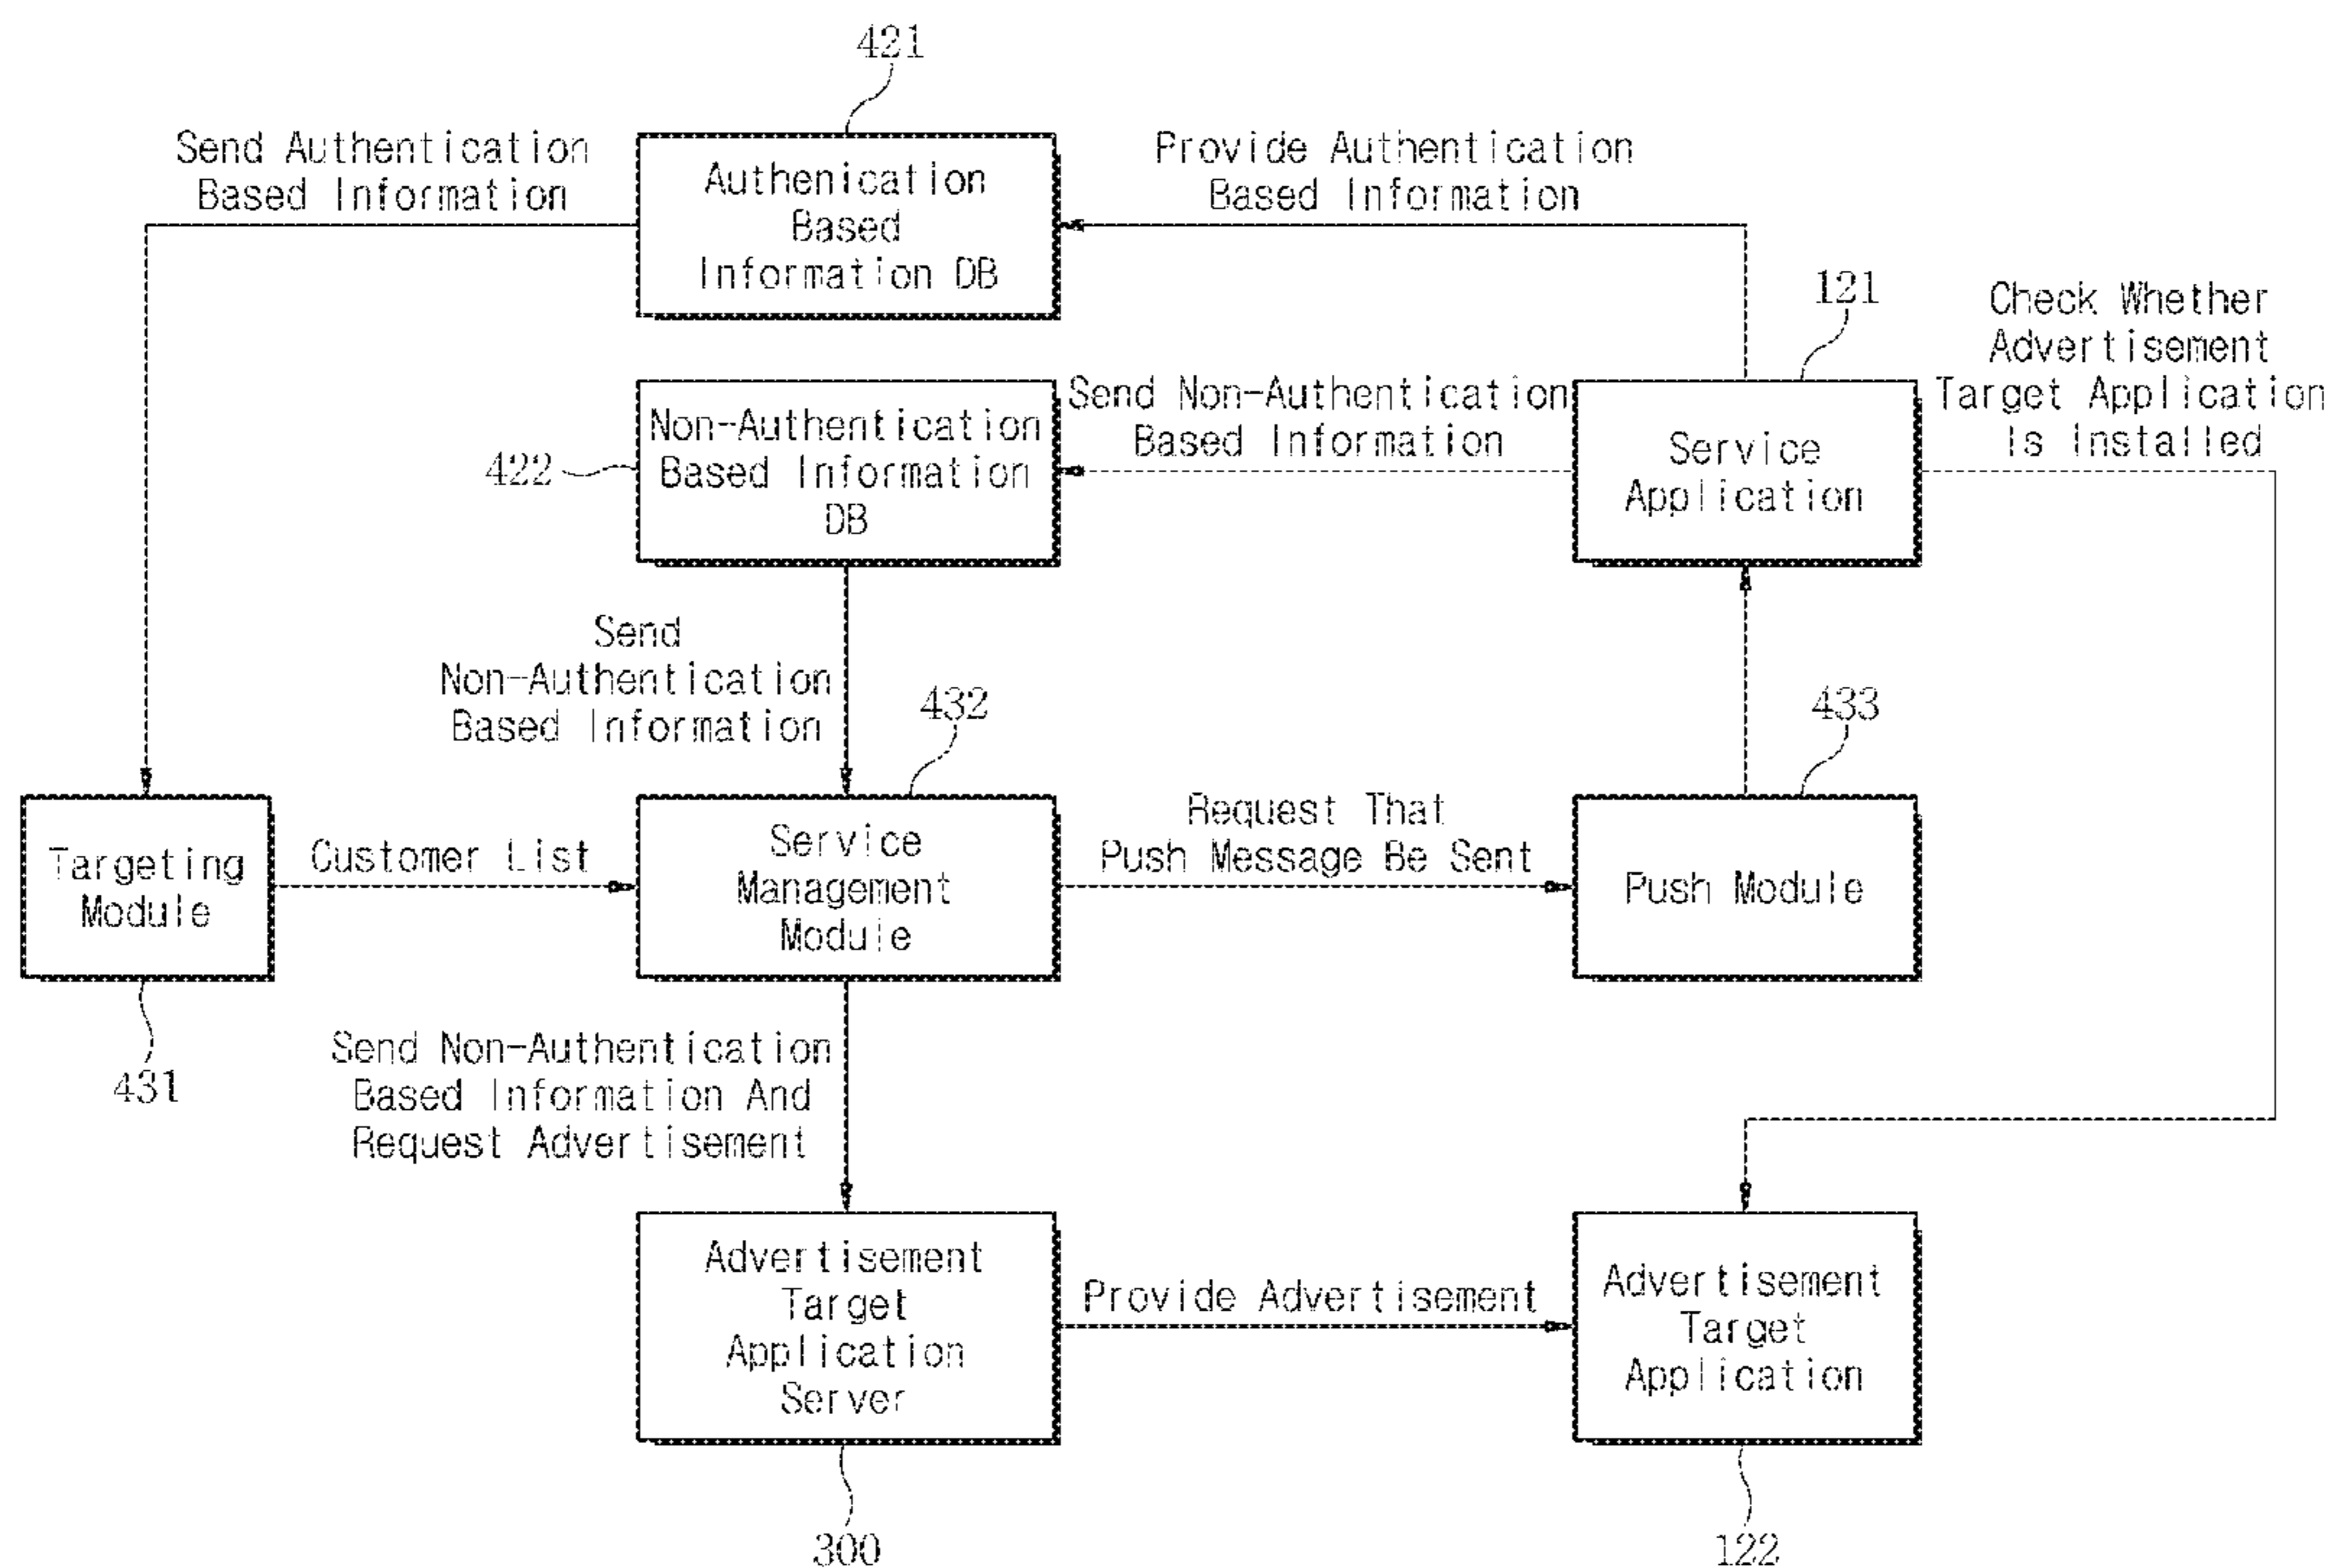 421
Send Authentication
Based Information
Authenication
Based
Information DB
Provide Authentication
Based Information
121
Check Whether
Advertisement
Target Application
Is Installed
422
Non-Authentication
Based Information
DB
Send Non-Authentication
Based Information
Service
Application
Send
Non-Authentication
Based Information
432
433
Targeting
Module
Customer List
Service
Management
Module
Request That
Push Message Be Sent
Push Module
431
Send Non-Authentication
Based Information And
Request Advertisement
Advertisement
Target
Application
Server
Provide Advertisement
Advertisement
Target
Application
300
122